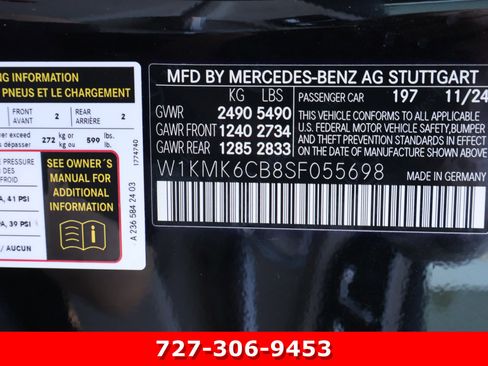 NG INFORMATION
PNEUS ET LE CHARGEMENT
FRONT
AVANT 2
REAR
ARRIÈRE 2
er exceed 272 kg or
kg ou 599 lbs.
lb.
PRESSURE
FROID
A, 41 PSI
A, 39 PSI
/ AUCUN
SEE OWNER´S
MANUAL FOR
ADDITIONAL
INFORMATION
1774740
A 236 584 24 03
MFD BY MERCEDES-BENZ AG STUTTGART
KG LBS
PASSENGER CAR 197 11/24
GVWR 2490 5490
GAWR FRONT 1240 2734
GAWR REAR 1285 2833
THIS VEHICLE CONFORMS TO ALL APPLICABLE
U.S. FEDERAL MOTOR VEHICLE SAFETY, BUMPER
AND THEFT PREVENTION STANDARDS IN EFFECT
ON THE DATE OF MANUFACTURE SHOWN ABOVE.
W1KMK6CB8SF055698
MADE IN GERMANY
727-306-9453